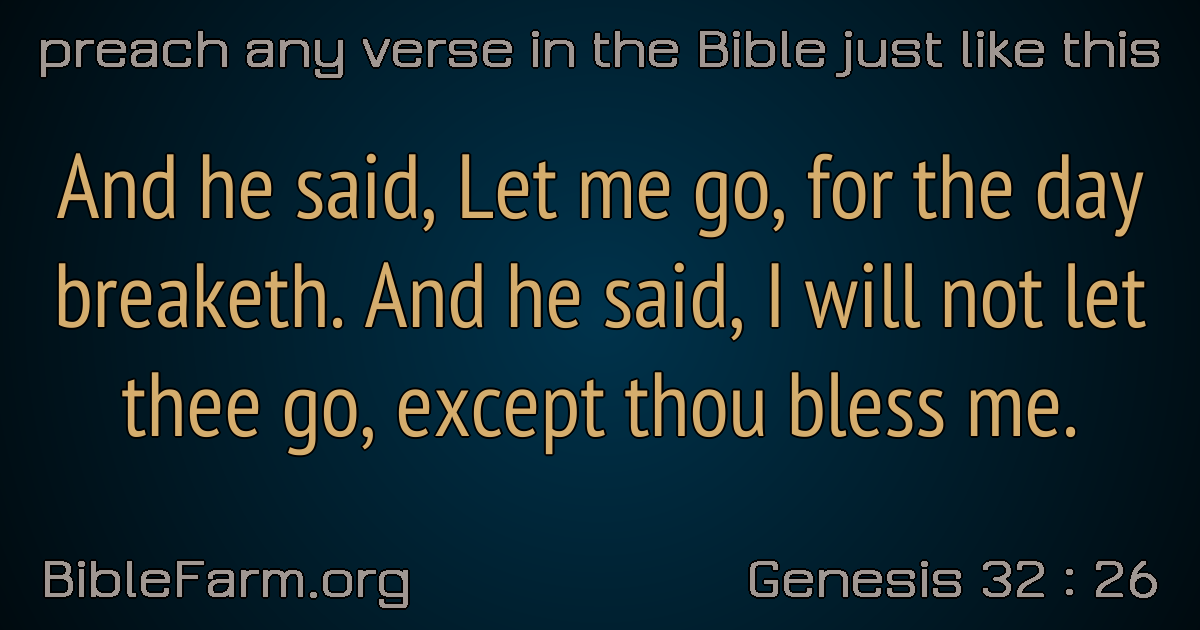 preach any verse in the Bible just like this
And he said, Let me go, for the day
breaketh. And he said, I will not let
thee go, except thou bless me.
BibleFarm.org
Genesis 32 : 26